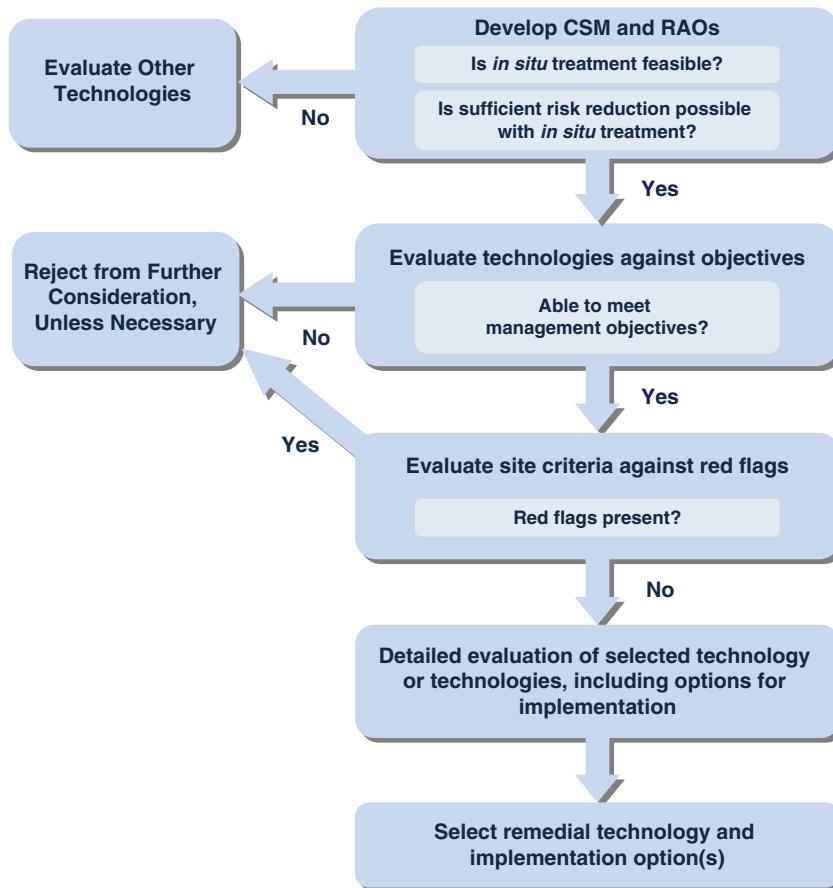 Develop CSM and RAOs
Is in situ treatment feasible?
Is sufficient risk reduction possible
with in situ treatment?
Evaluate Other
Technologies
No
Yes
Evaluate technologies against objectives
Able to meet
management objectives?
Reject from Further
Consideration,
Unless Necessary
No
Yes
Yes
Evaluate site criteria against red flags
Red flags present?
No
Detailed evaluation of selected technology
or technologies, including options for
implementation
Select remedial technology and
implementation option(s)